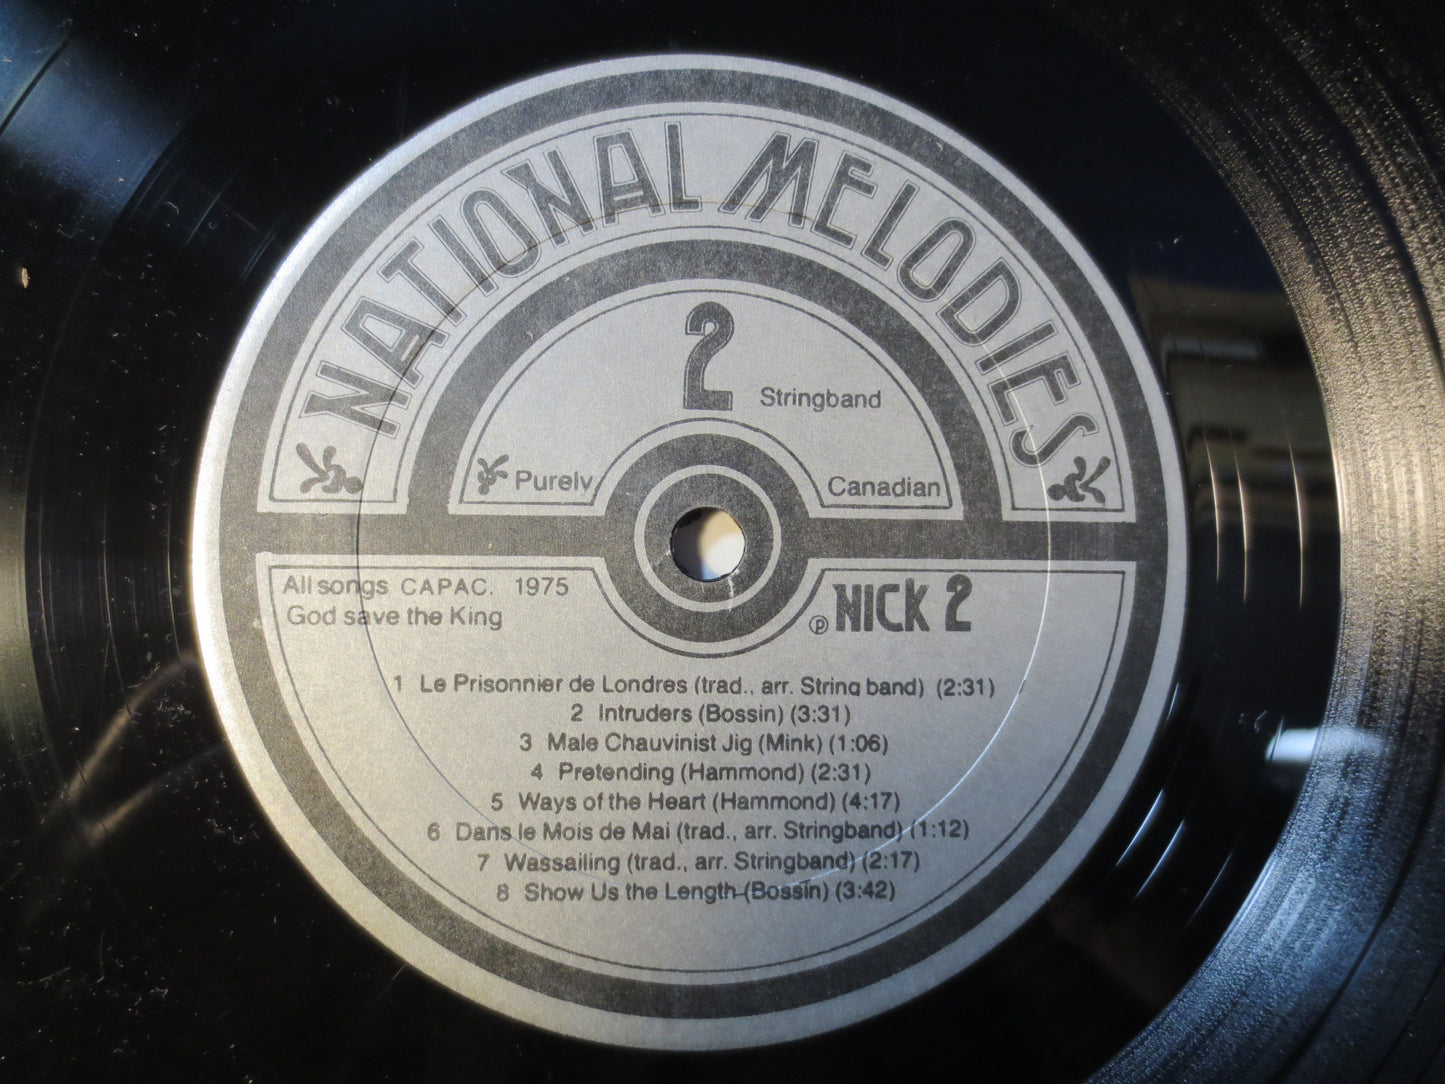 NATIONAL MELODIES
2
Stringband
Purely Canadian
All songs CAPAC. 1975
God save the King
℗ NICK 2
1 Le Prisonnier de Londres (trad., arr. String band) (2:31)
2 Intruders (Bossin) (3:31)
3 Male Chauvinist Jig (Mink) (1:06)
4 Pretending (Hammond) (2:31)
5 Ways of the Heart (Hammond) (4:17)
6 Dans le Mois de Mai (trad., arr. Stringband) (1:12)
7 Wassailing (trad., arr. Stringband) (2:17)
8 Show Us the Length (Bossin) (3:42)